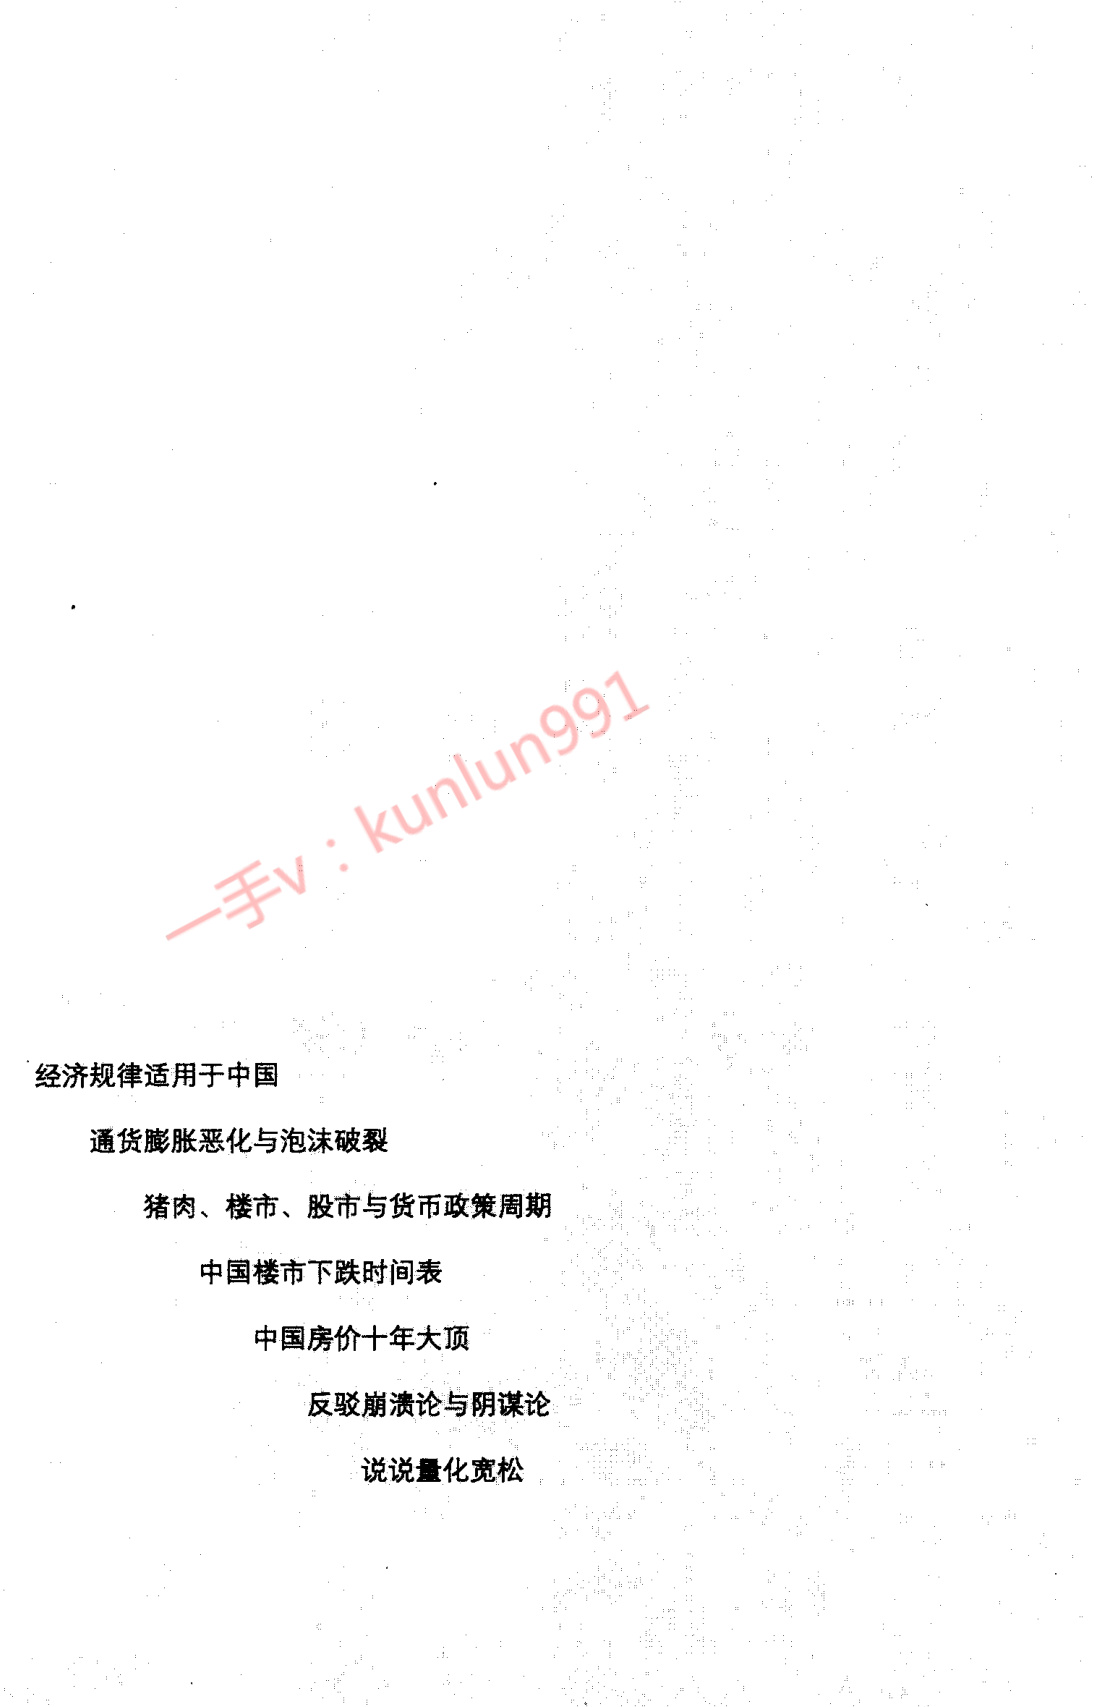 一手v：kunlun991
经济规律适用于中国
通货膨胀恶化与泡沫破裂
猪肉、楼市、股市与货币政策周期
中国楼市下跌时间表
中国房价十年大顶
反驳崩溃论与阴谋论
说说量化宽松